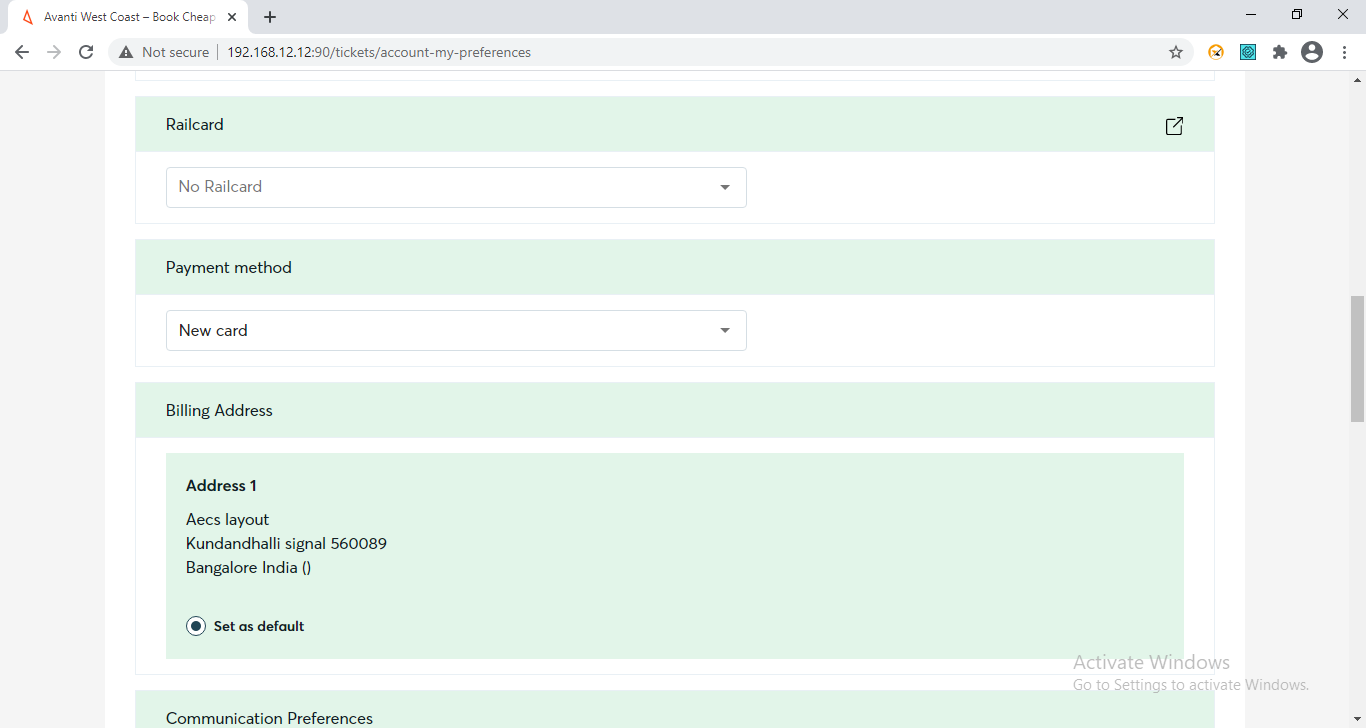 Avanti West Coast – Book Cheap
Not secure
192.168.12.12:90/tickets/account-my-preferences
Railcard
No Railcard
Payment method
New card
Billing Address
Address 1
Aecs layout
Kundandhalli signal 560089
Bangalore India ()
Set as default
Activate Windows
Go to Settings to activate Windows.
Communication Preferences